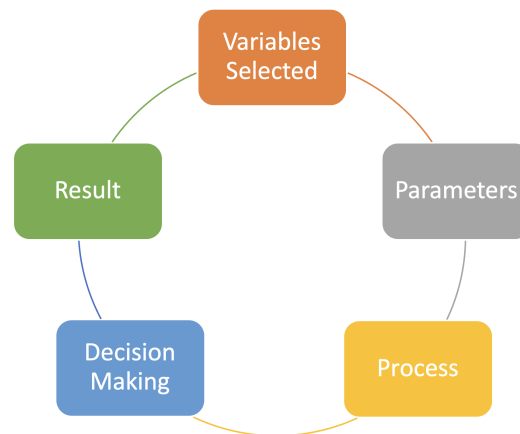 Variables
Selected
Parameters
Process
Decision
Making
Result